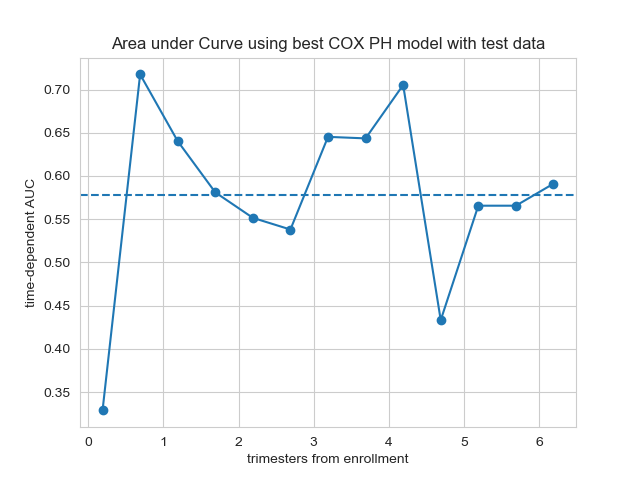 Area under Curve using best COX PH model with test data
time-dependent AUC
0.70
0.65
0.60
0.55
0.50
0.45
0.40
0.35
0 1 2 3 4 5 6
trimesters from enrollment